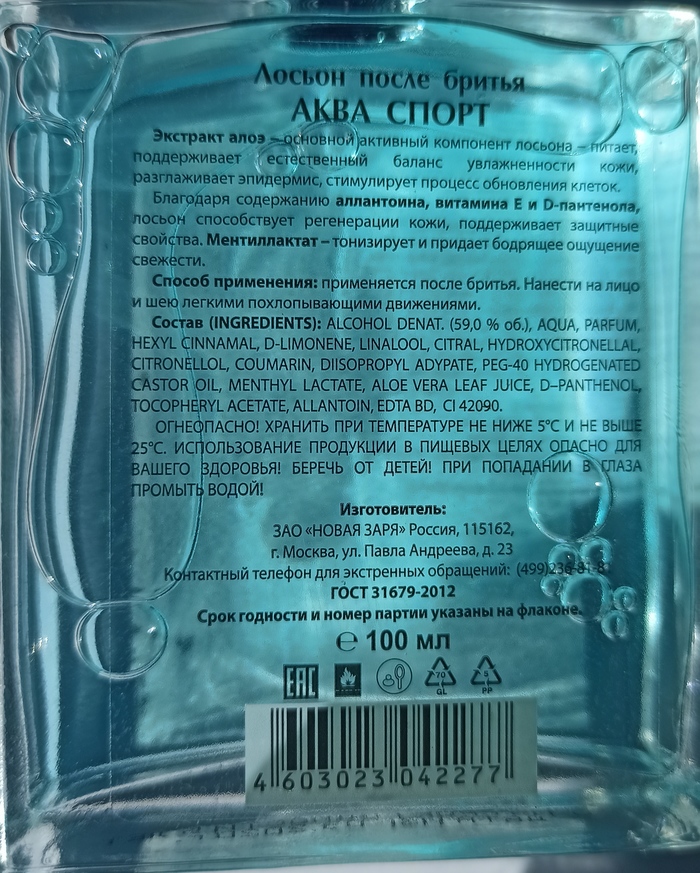 Лосьон после бритья
АКВА СПОРТ
Экстракт алоэ – основной активный компонент лосьона – питает,
поддерживает естественный баланс увлажненности кожи,
разглаживает эпидермис, стимулирует процесс обновления клеток.
Благодаря содержанию аллантоина, витамина Е и D-пантенола,
лосьон способствует регенерации кожи, поддерживает защитные
свойства. Ментиллактат – тонизирует и придает бодрящее ощущение
свежести.
Способ применения: применяется после бритья. Нанести на лицо
и шею легкими похлопывающими движениями.
Состав (INGREDIENTS): ALCOHOL DENAT. (59,0 % об.), AQUA, PARFUM,
HEXYL CINNAMAL, D-LIMONENE, LINALOOL, CITRAL, HYDROXYCITRONELLAL,
CITRONELLOL, COUMARIN, DIISOPROPYL ADYPATE, PEG-40 HYDROGENATED
CASTOR OIL, MENTHYL LACTATE, ALOE VERA LEAF JUICE, D–PANTHENOL,
TOCOPHERYL ACETATE, ALLANTOIN, EDTA BD, CI 42090.
ОГНЕОПАСНО! ХРАНИТЬ ПРИ ТЕМПЕРАТУРЕ НЕ НИЖЕ 5°С И НЕ ВЫШЕ
25°С. ИСПОЛЬЗОВАНИЕ ПРОДУКЦИИ В ПИЩЕВЫХ ЦЕЛЯХ ОПАСНО ДЛЯ
ВАШЕГО ЗДОРОВЬЯ! БЕРЕЧЬ ОТ ДЕТЕЙ! ПРИ ПОПАДАНИИ В ГЛАЗА
ПРОМЫТЬ ВОДОЙ!
Изготовитель:
ЗАО «НОВАЯ ЗАРЯ» Россия, 115162,
г. Москва, ул. Павла Андреева, д. 23
Контактный телефон для экстренных обращений: (499)
ГОСТ 31679-2012
Срок годности и номер партии указаны на флаконе.
℮ 100 мл
EAC
70 5
GL PP
4 603023 042277